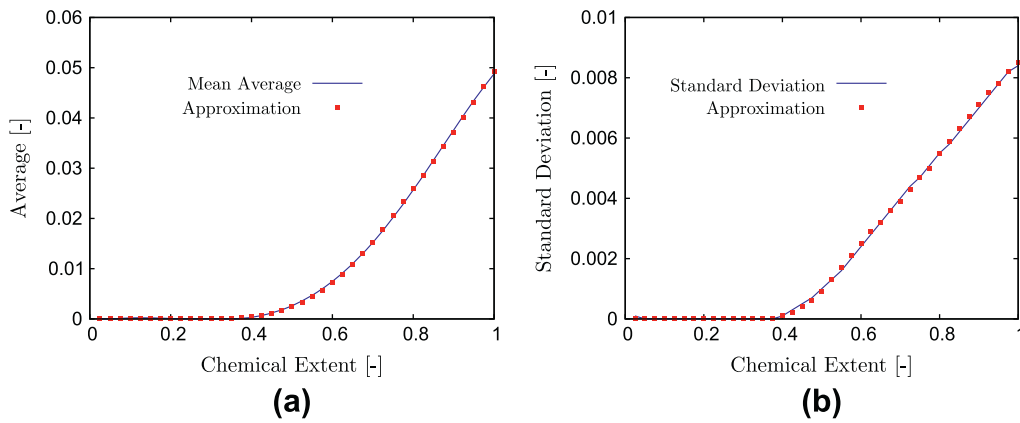 0.06
0.05
0.04
0.03
0.02
0.01
0
Average [-]
Mean Average
Approximation
0 0.2 0.4 0.6 0.8 1
Chemical Extent [-]
(a)
0.01
0.008
0.006
0.004
0.002
0
Standard Deviation [-]
Standard Deviation
Approximation
0 0.2 0.4 0.6 0.8 1
Chemical Extent [-]
(b)